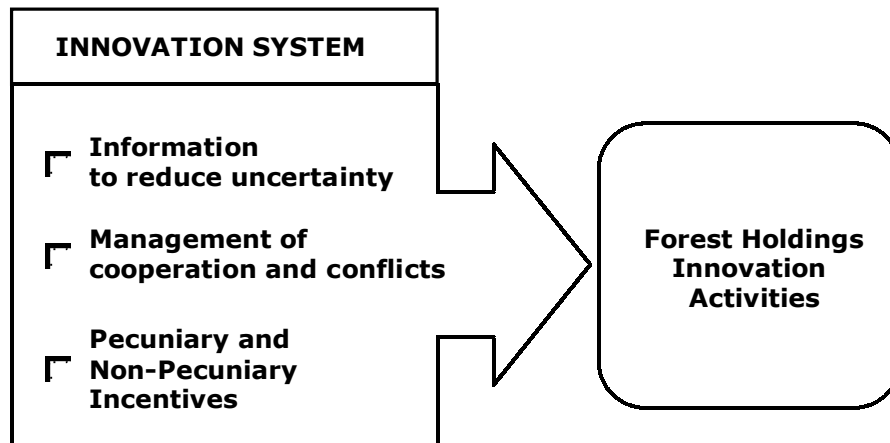 INNOVATION SYSTEM
Information
to reduce uncertainty
Management of
cooperation and conflicts
Pecuniary and
Non-Pecuniary
Incentives
Forest Holdings
Innovation
Activities